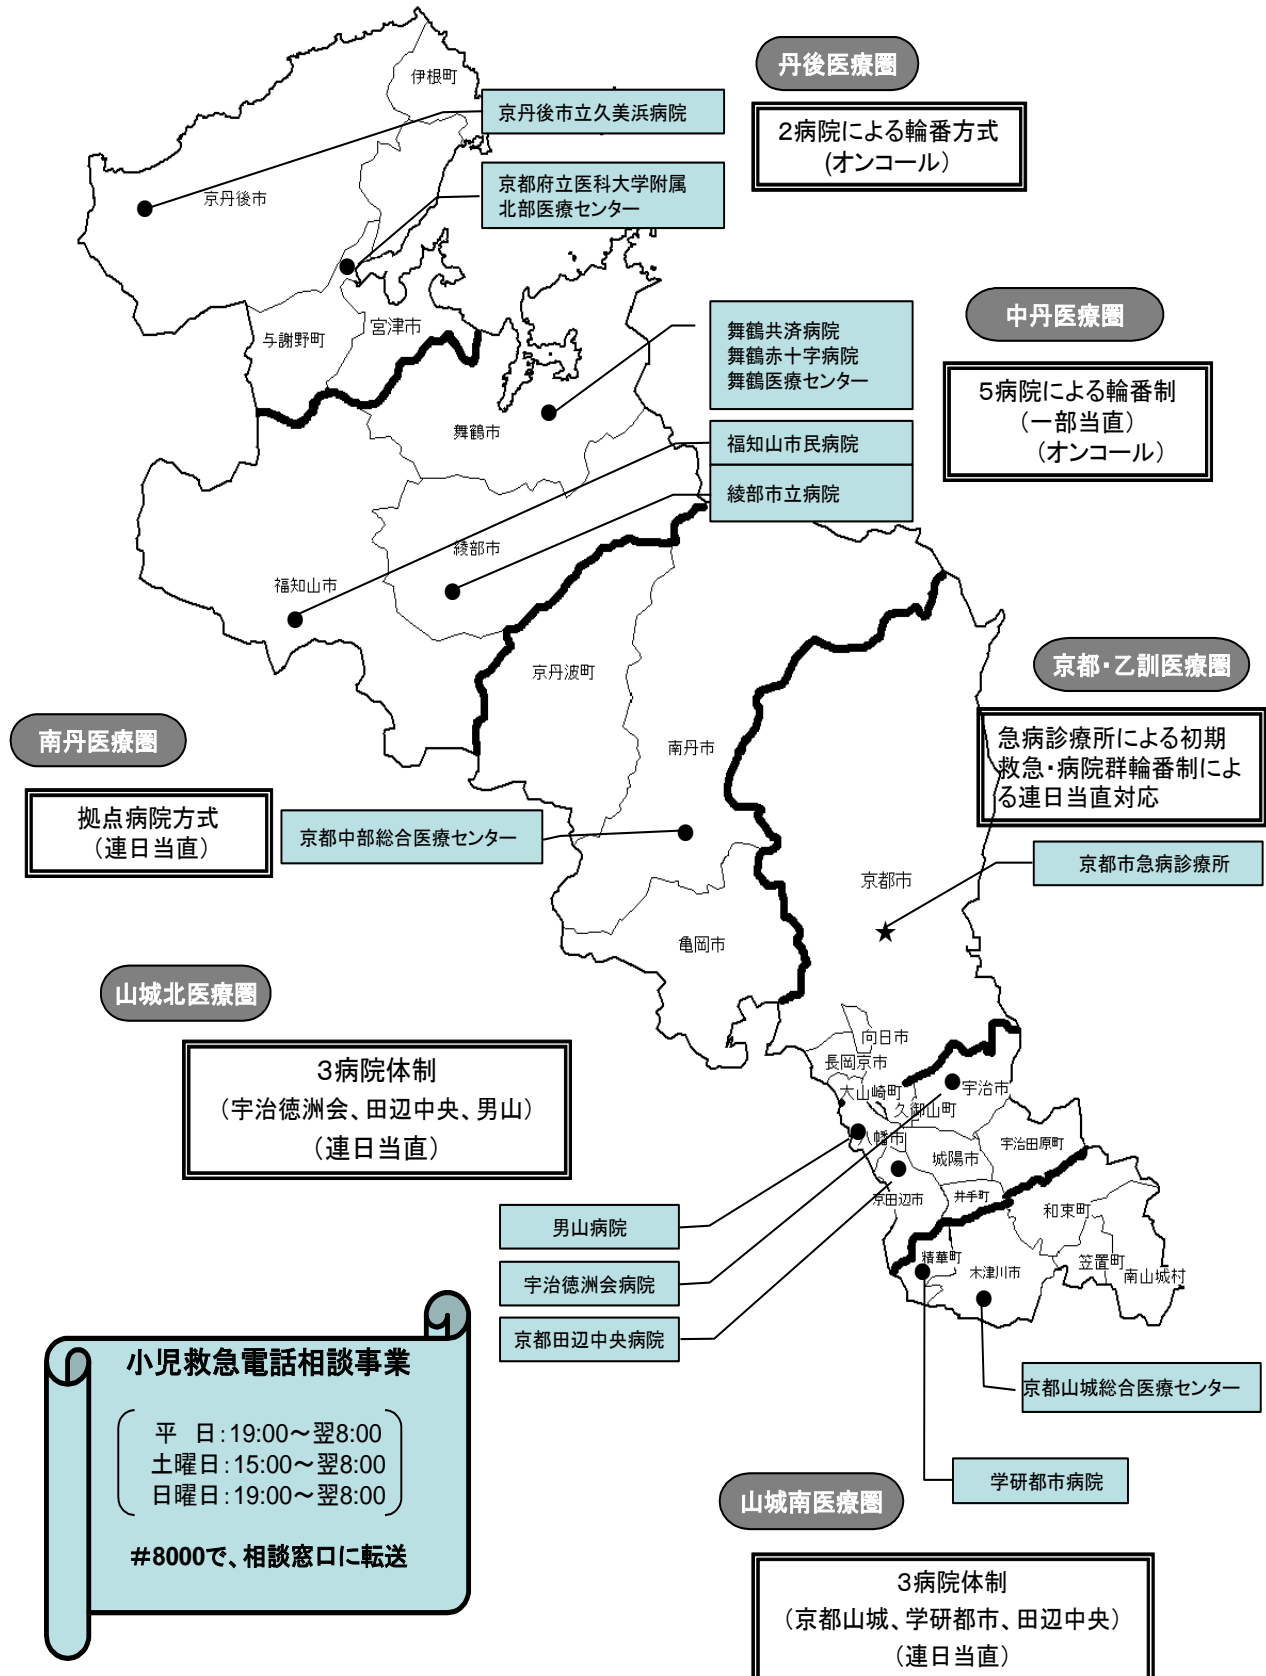 丹後医療圏
2病院による輪番方式
(オンコール)
伊根町
京丹後市立久美浜病院
京都府立医科大学附属
北部医療センター
京丹後市
与謝野町
宮津市
中丹医療圏
5病院による輪番制
(一部当直)
(オンコール)
舞鶴共済病院
舞鶴赤十字病院
舞鶴医療センター
福知山市民病院
綾部市立病院
舞鶴市
綾部市
福知山市
京都・乙訓医療圏
急病診療所による初期
救急・病院群輪番制によ
る連日当直対応
京都市急病診療所
京丹波町
南丹市
南丹医療圏
拠点病院方式
(連日当直)
京都中部総合医療センター
京都市
亀岡市
山城北医療圏
3病院体制
(宇治徳洲会、田辺中央、男山)
(連日当直)
向日市
長岡京市
大山崎町
宇治市
久御山町
八幡市
城陽市
宇治田原町
京田辺市
井手町
和束町
精華町
木津川市
笠置町
南山城村
男山病院
宇治徳洲会病院
京都田辺中央病院
京都山城総合医療センター
学研都市病院
小児救急電話相談事業
平 日:19:00～翌8:00
土曜日:15:00～翌8:00
日曜日:19:00～翌8:00
#8000で、相談窓口に転送
山城南医療圏
3病院体制
(京都山城、学研都市、田辺中央)
(連日当直)